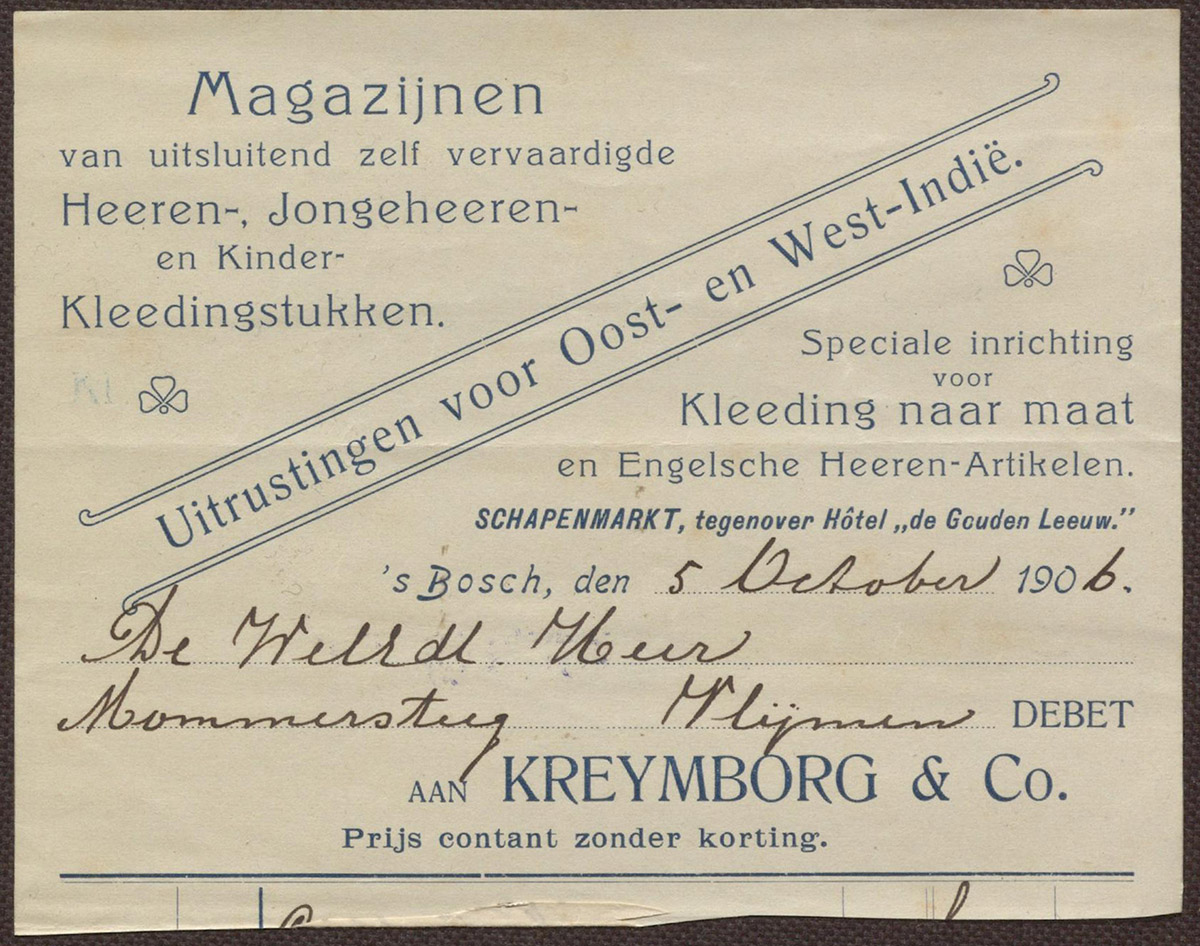 Magazijnen
van uitsluitend zelf vervaardigde
Heeren-, Jongeheeren-
en Kinder-
Kleedingstukken.
Uitrustingen voor Oost- en West-Indië.
Speciale inrichting
voor
Kleeding naar maat
en Engelsche Heeren-Artikelen.
SCHAPENMARKT, tegenover Hôtel „de Gouden Leeuw.”
's Bosch, den 5 October 1906.
De Heer
Mommersteeg Vlijmen DEBET
AAN KREYMBORG & Co.
Prijs contant zonder korting.